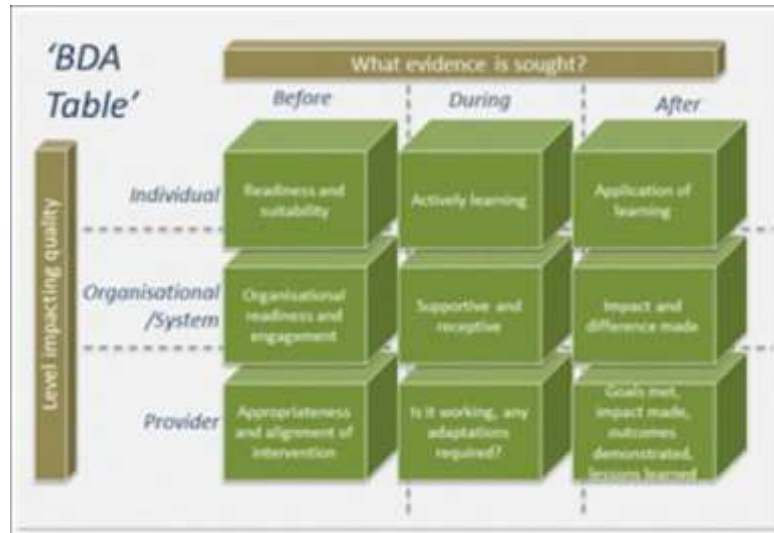 'BDA
Table'
What evidence is sought?
Before
During
After
Level impacting quality
Individual
Readiness and
suitability
Actively learning
Application of
learning
Organisational
/System
Organisational
readiness and
engagement
Supportive and
receptive
Impact and
difference made
Provider
Appropriateness
and alignment of
intervention
Is it working, any
adaptations
required?
Goals met,
impact made,
outcomes
demonstrated,
lessons learned